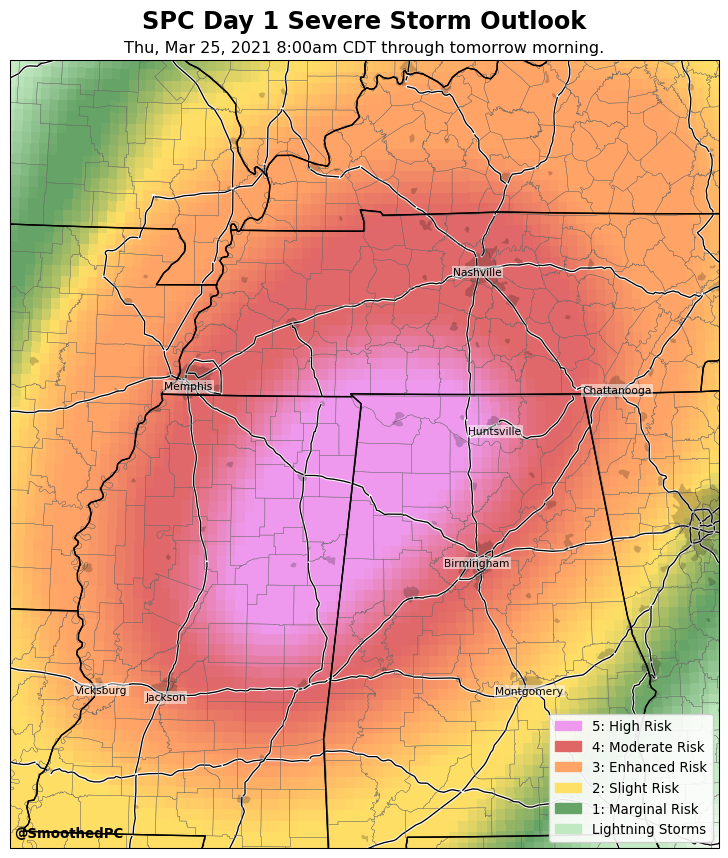 SPC Day 1 Severe Storm Outlook
Thu, Mar 25, 2021 8:00am CDT through tomorrow morning.
Nashville
Memphis
Chattanooga
Huntsville
Birmingham
Vicksburg
Jackson
Montgomery
5: High Risk
4: Moderate Risk
3: Enhanced Risk
2: Slight Risk
1: Marginal Risk
Lightning Storms
@SmoothedPC